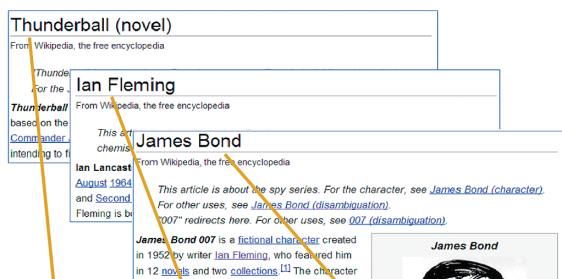 Thunderball (novel)
From Wikipedia, the free encyclopedia
(Thunde
For the
Thunderball
based on the
Commander
intending to fi
Ian Fleming
From Wikipedia, the free encyclopedia
This art
chemis
Ian Lancast
August 1964
and Second
Fleming is be
James Bond
From Wikipedia, the free encyclopedia
This article is about the spy series. For the character, see James Bond (character).
For other uses, see James Bond (disambiguation).
"007" redirects here. For other uses, see 007 (disambiguation).
James Bond 007 is a fictional character created
in 1952 by writer Ian Fleming, who featured him
in 12 novels and two collections.[1] The character
James Bond